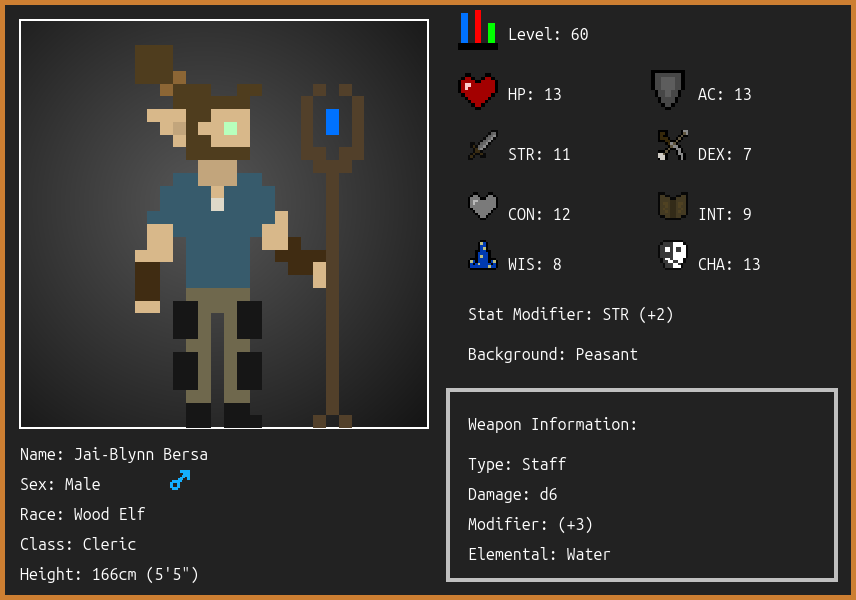 Level: 60
HP: 13
AC: 13
STR: 11
DEX: 7
CON: 12
INT: 9
WIS: 8
CHA: 13
Stat Modifier: STR (+2)
Background: Peasant
Weapon Information:
Type: Staff
Damage: d6
Modifier: (+3)
Elemental: Water
Name: Jai-Blynn Bersa
Sex: Male
Race: Wood Elf
Class: Cleric
Height: 166cm (5'5")